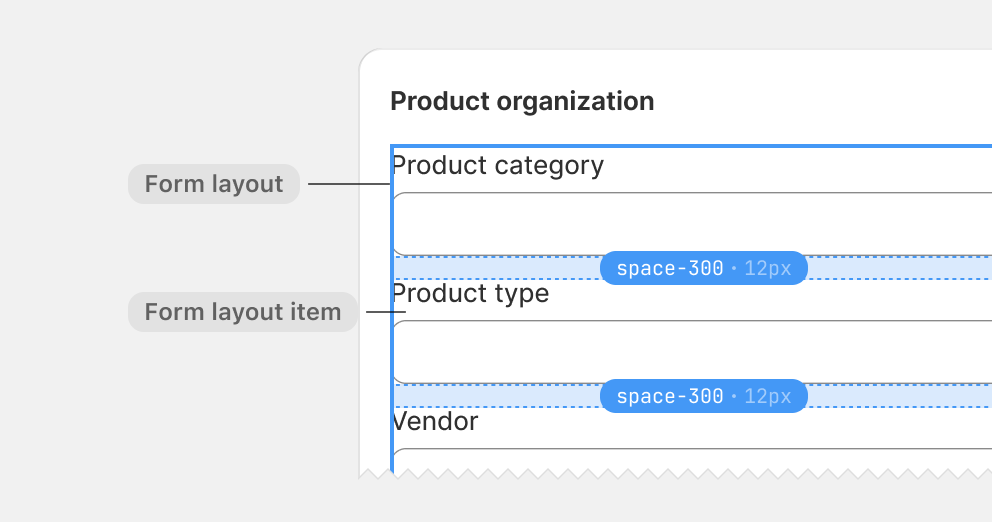 Product organization
Form layout
Product category
space-300 · 12px
Form layout item
Product type
space-300 · 12px
Vendor